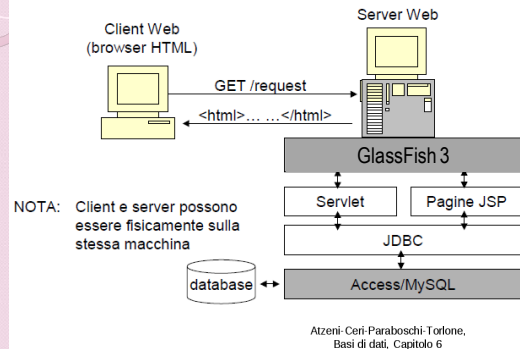 Client Web
(browser HTML)
Server Web
GET /request
<html>... ...</html>
GlassFish 3
Servlet
Pagine JSP
NOTA: Client e server possono
essere fisicamente sulla
stessa macchina
JDBC
database
Access/MySQL
Atzeni-Ceri-Paraboschi-Torlone,
Basi di dati, Capitolo 6